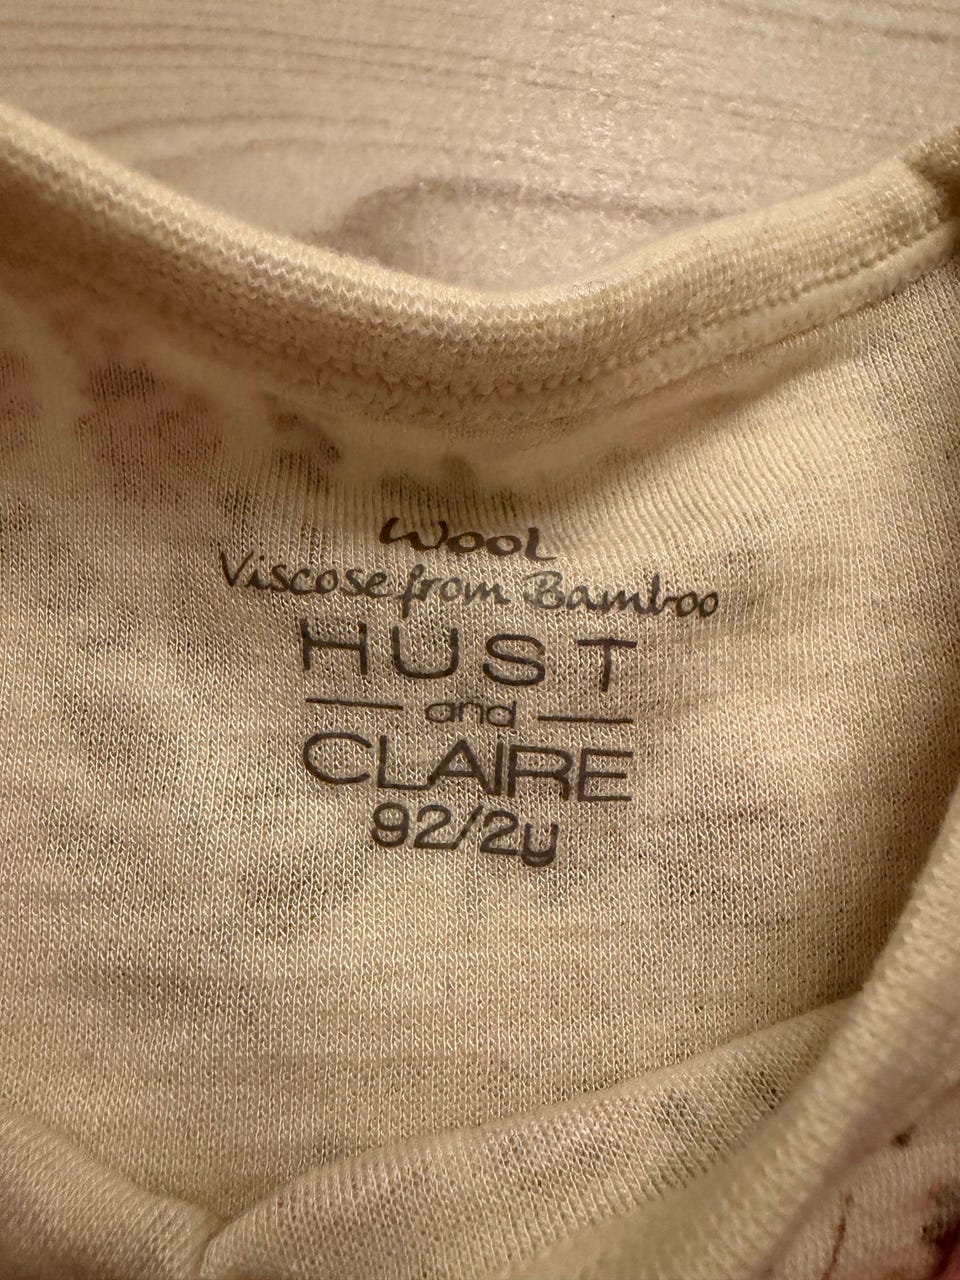 Wool
Viscose from Bamboo
HUST
and
CLAIRE
92/2y